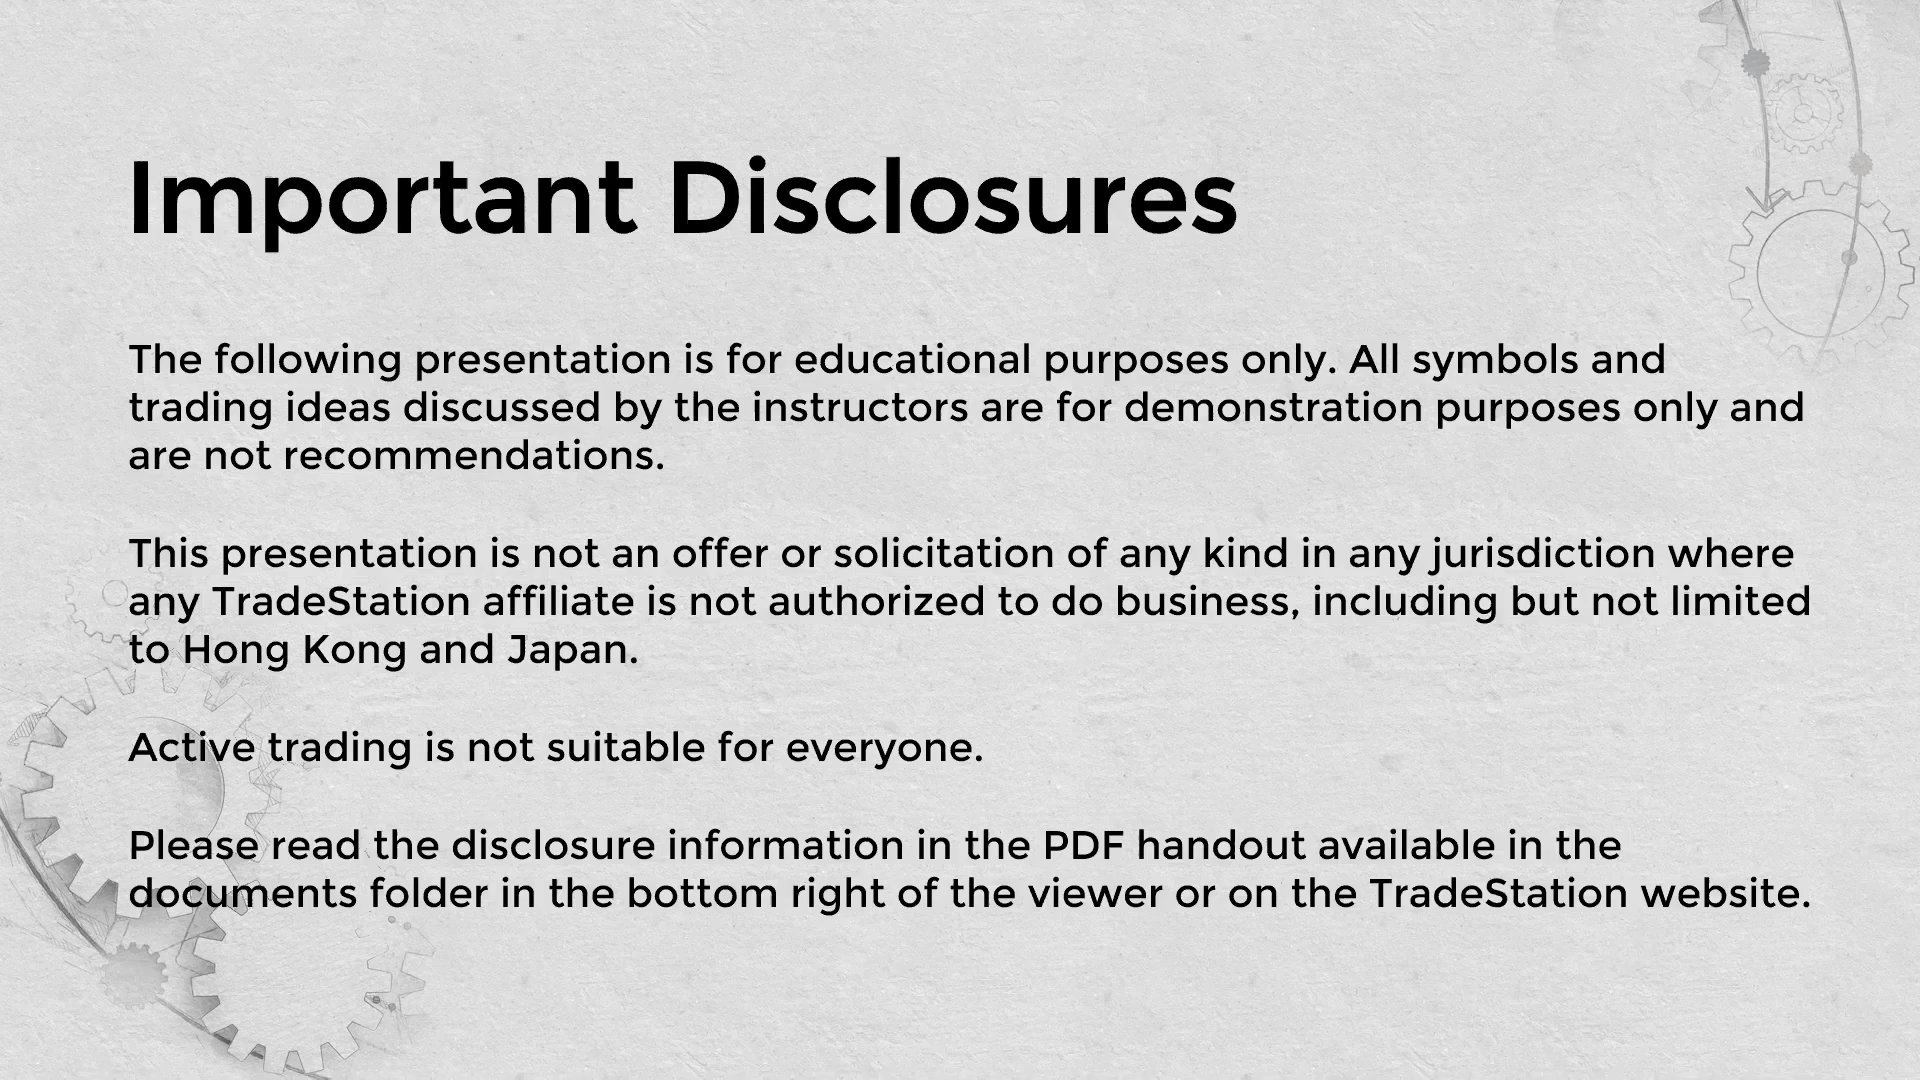 Important Disclosures
The following presentation is for educational purposes only. All symbols and
trading ideas discussed by the instructors are for demonstration purposes only and
are not recommendations.
This presentation is not an offer or solicitation of any kind in any jurisdiction where
any TradeStation affiliate is not authorized to do business, including but not limited
to Hong Kong and Japan.
Active trading is not suitable for everyone.
Please read the disclosure information in the PDF handout available in the
documents folder in the bottom right of the viewer or on the TradeStation website.